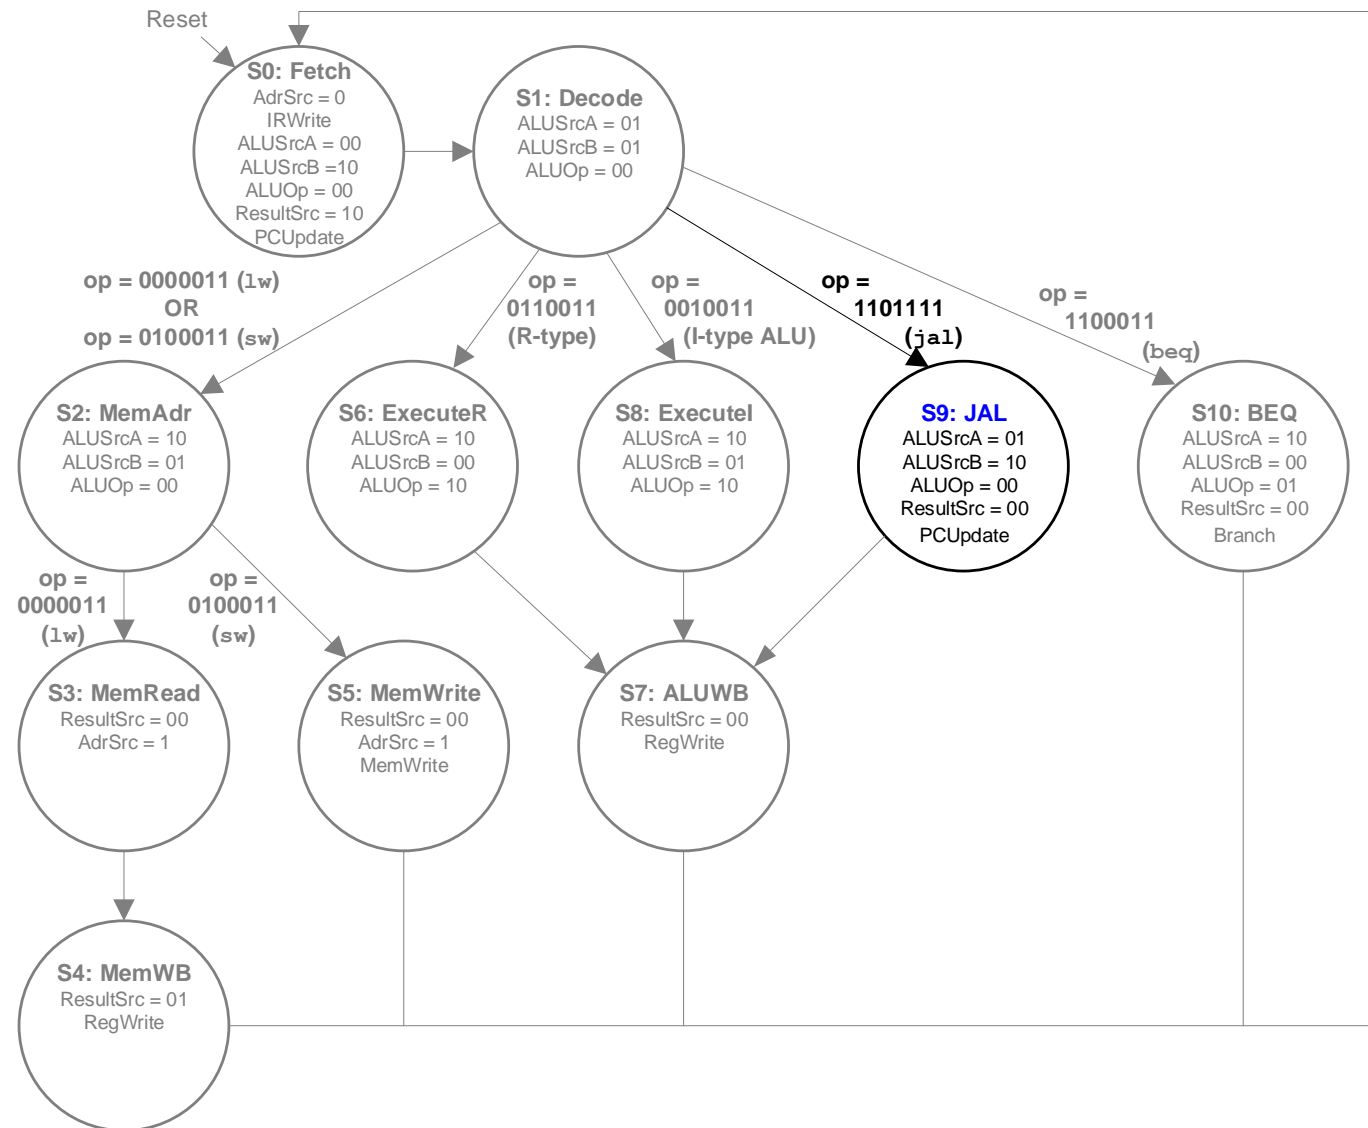 Reset
S0: Fetch
AdrSrc = 0
IRWrite
ALUSrcA = 00
ALUSrcB =10
ALUOp = 00
ResultSrc = 10
PCUpdate
S1: Decode
ALUSrcA = 01
ALUSrcB = 01
ALUOp = 00
op = 0000011 (lw)
OR
op = 0100011 (sw)
op =
0110011
(R-type)
op =
0010011
(I-type ALU)
op =
1101111
(jal)
op =
1100011
(beq)
S2: MemAdr
ALUSrcA = 10
ALUSrcB = 01
ALUOp = 00
S6: ExecuteR
ALUSrcA = 10
ALUSrcB = 00
ALUOp = 10
S8: ExecuteI
ALUSrcA = 10
ALUSrcB = 01
ALUOp = 10
S9: JAL
ALUSrcA = 01
ALUSrcB = 10
ALUOp = 00
ResultSrc = 00
PCUpdate
S10: BEQ
ALUSrcA = 10
ALUSrcB = 00
ALUOp = 01
ResultSrc = 00
Branch
op =
0000011
(lw)
op =
0100011
(sw)
S3: MemRead
ResultSrc = 00
AdrSrc = 1
S5: MemWrite
ResultSrc = 00
AdrSrc = 1
MemWrite
S7: ALUWB
ResultSrc = 00
RegWrite
S4: MemWB
ResultSrc = 01
RegWrite